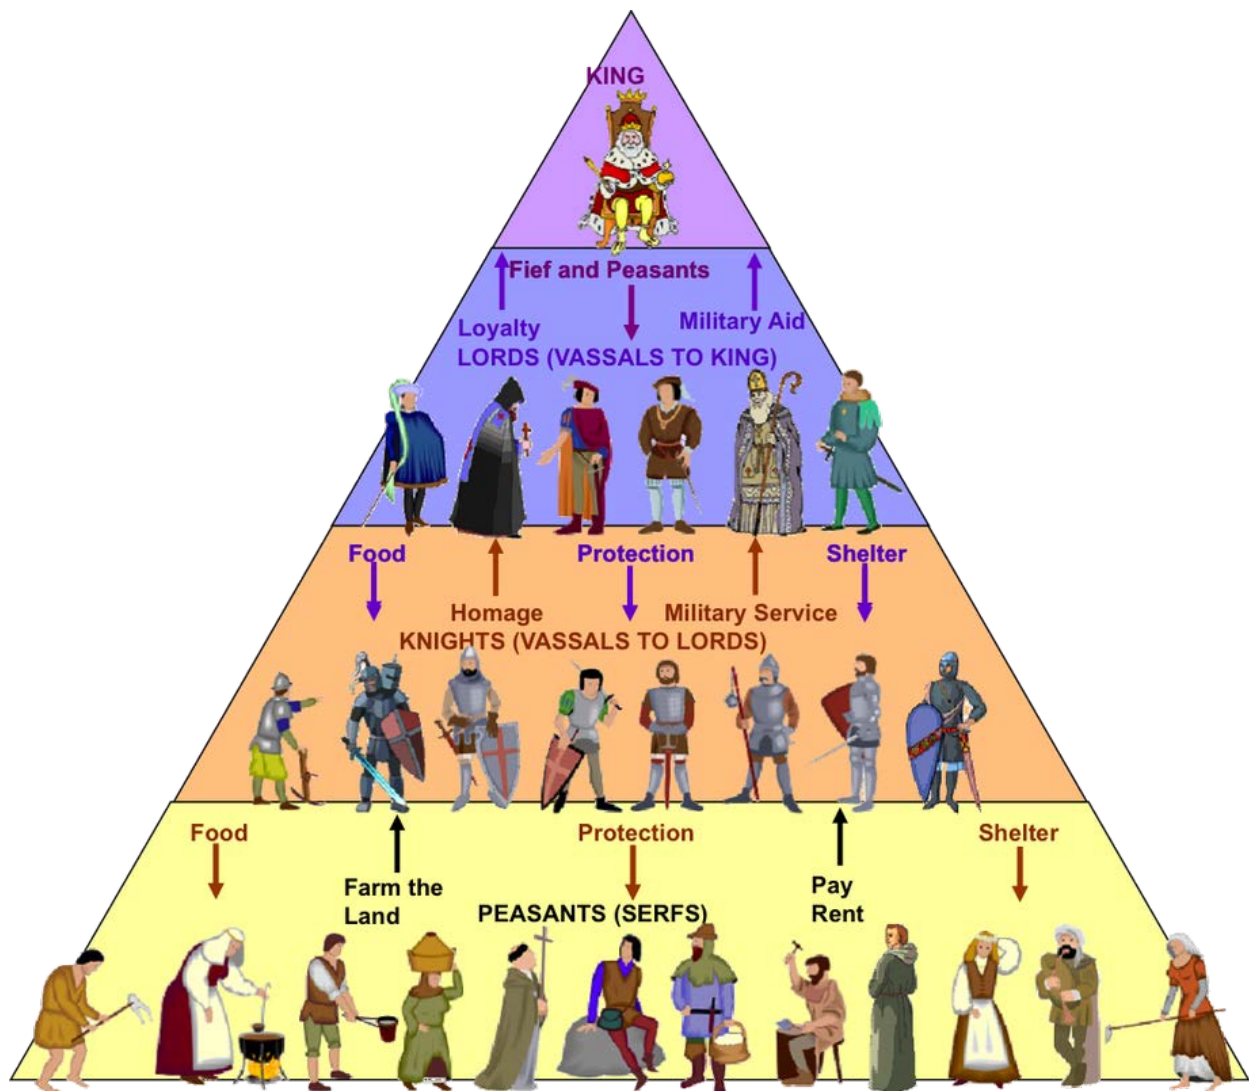 KING
Fief and Peasants
Loyalty
Military Aid
LORDS (VASSALS TO KING)
Food
Protection
Shelter
Homage
Military Service
KNIGHTS (VASSALS TO LORDS)
Food
Protection
Shelter
Farm the
Land
Pay
Rent
PEASANTS (SERFS)